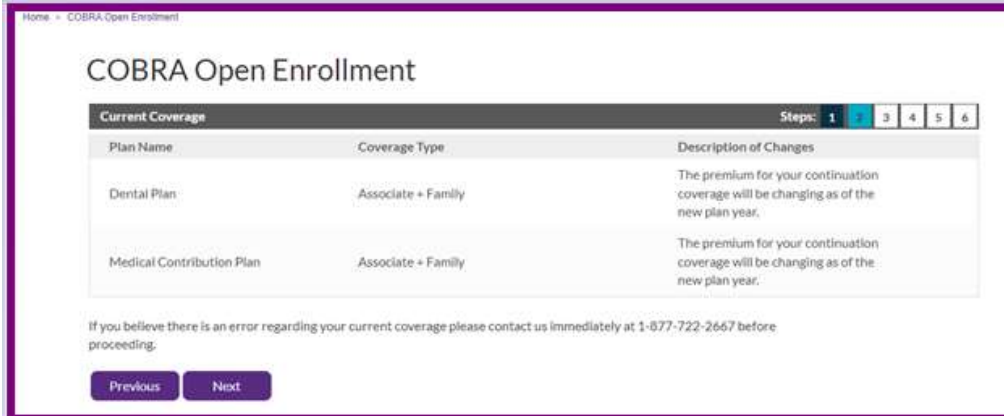 Home » COBRA Open Enrollment
COBRA Open Enrollment
Current Coverage Steps: 1 2 3 4 5 6
Plan Name Coverage Type Description of Changes
Dental Plan Associate + Family The premium for your continuation
coverage will be changing as of the
new plan year.
Medical Contribution Plan Associate + Family The premium for your continuation
coverage will be changing as of the
new plan year.
If you believe there is an error regarding your current coverage please contact us immediately at 1-877-722-2667 before
proceeding.
Previous Next